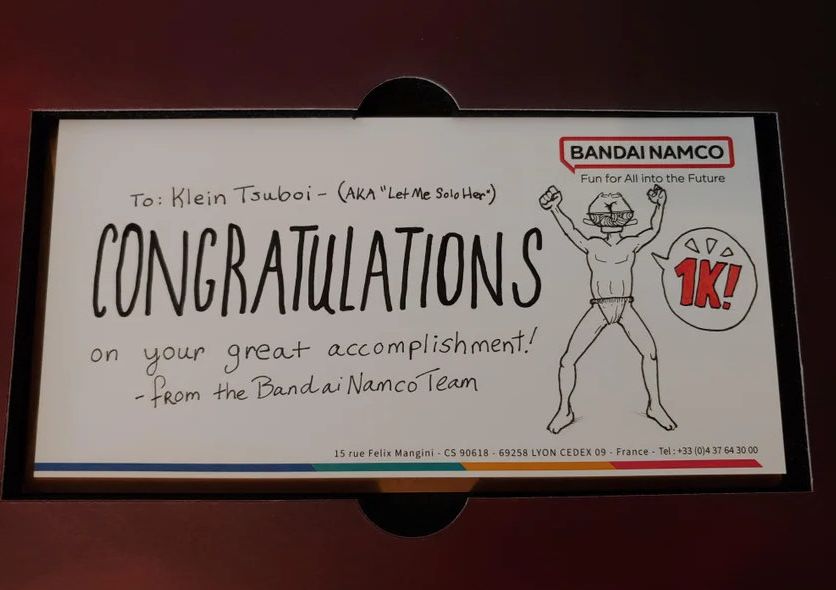 BANDAI NAMCO
Fun for All into the Future
To: Klein Tsuboi - (AKA "Let Me Solo Her")
CONGRATULATIONS
1K!
on your great accomplishment!
- from the Bandai Namco Team
15 rue Felix Mangini - CS 90618 - 69258 LYON CEDEX 09 - France - Tel : +33 (0)4 37 64 30 00